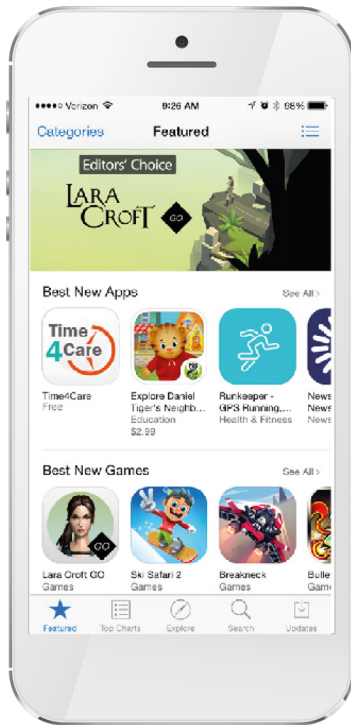 Verizon 9:26 AM 98%
Categories Featured
Editors' Choice
LARA
CROFT GO
Best New Apps See All >
Time
4Care
Time4Care
Free
Explore Daniel
Tiger's Neighb...
Education
$2.99
Runkeeper -
GPS Running,...
Health & Fitness
News
News
News
Best New Games See All >
GO
Lara Croft GO
Games
Ski Safari 2
Games
Breakneck
Games
Bulle
Game
Featured Top Charts Explore Search Updates